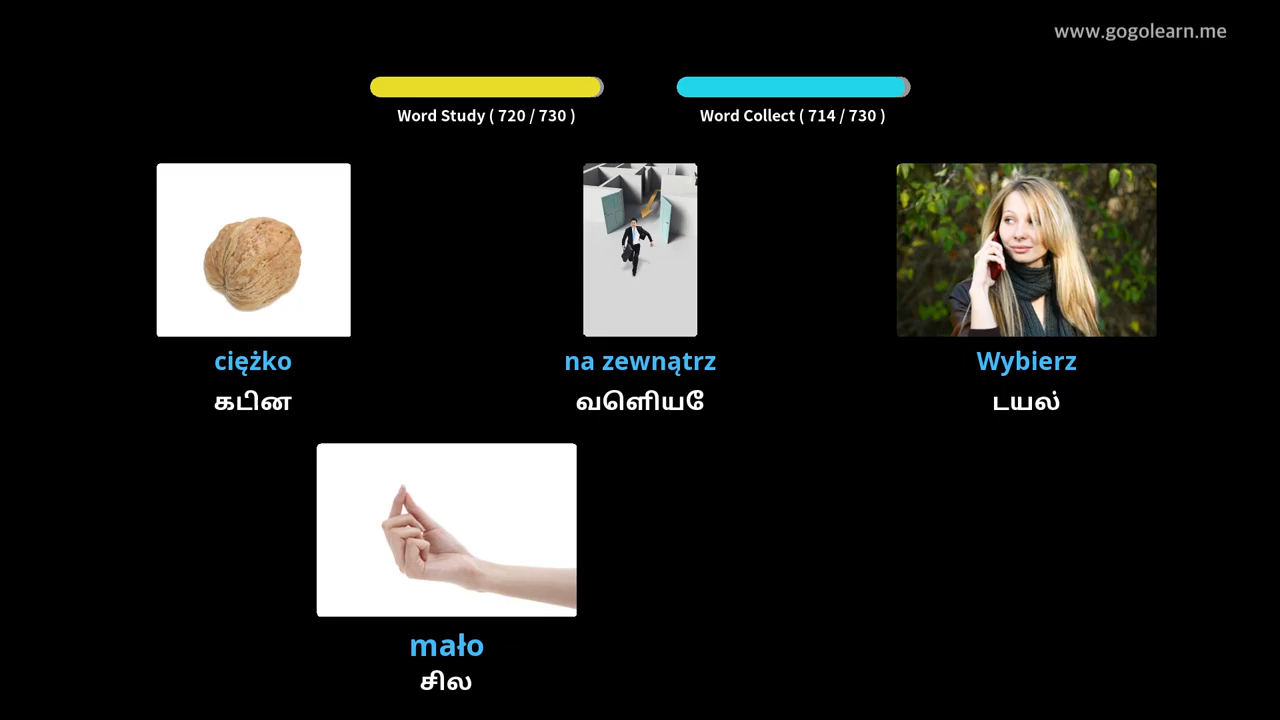 www.gogolearn.me
Word Study ( 720 / 730 )
Word Collect ( 714 / 730 )
ciężko
கடின
na zewnątrz
வெளியே
Wybierz
டயல்
mało
சில